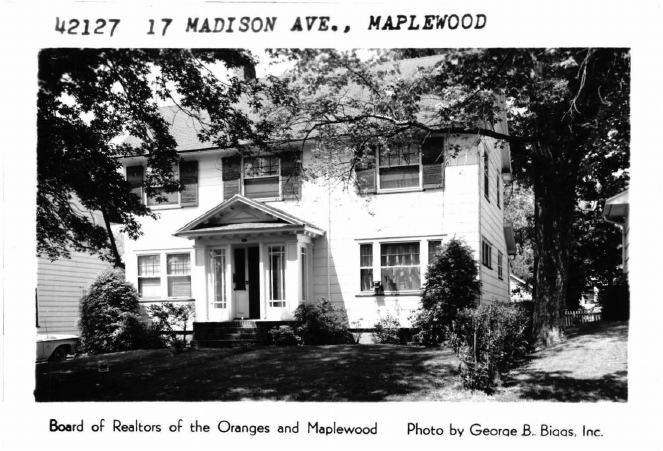 42127 17 MADISON AVE., MAPLEWOOD
Board of Realtors of the Oranges and Maplewood Photo by George B. Biggs, Inc.